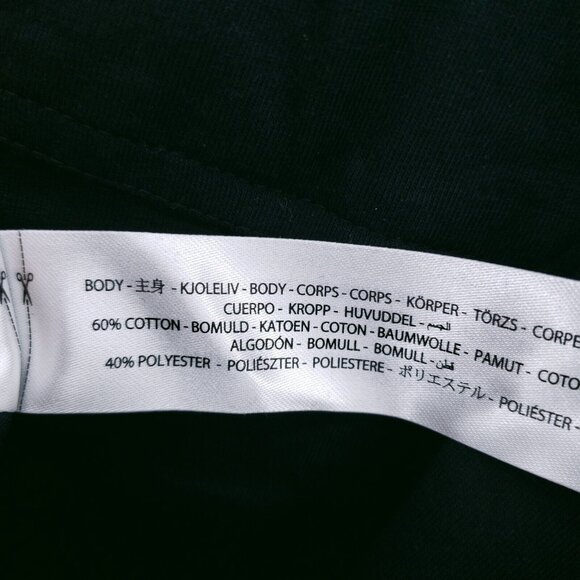 BODY - 主身 - KJOLELIV - BODY - CORPS - CORPS - KÖRPER - TÖRZS - CORPE
CUERPO - KROPP - HUVUDDEL - الجسم
60% COTTON - BOMULD - KATOEN - COTON - BAUMWOLLE - PAMUT - COTO
ALGODÓN - BOMULL - BOMULL - قطن
40% POLYESTER - POLIÉSZTER - POLIESTERE - ポリエステル - POLIÉSTER -